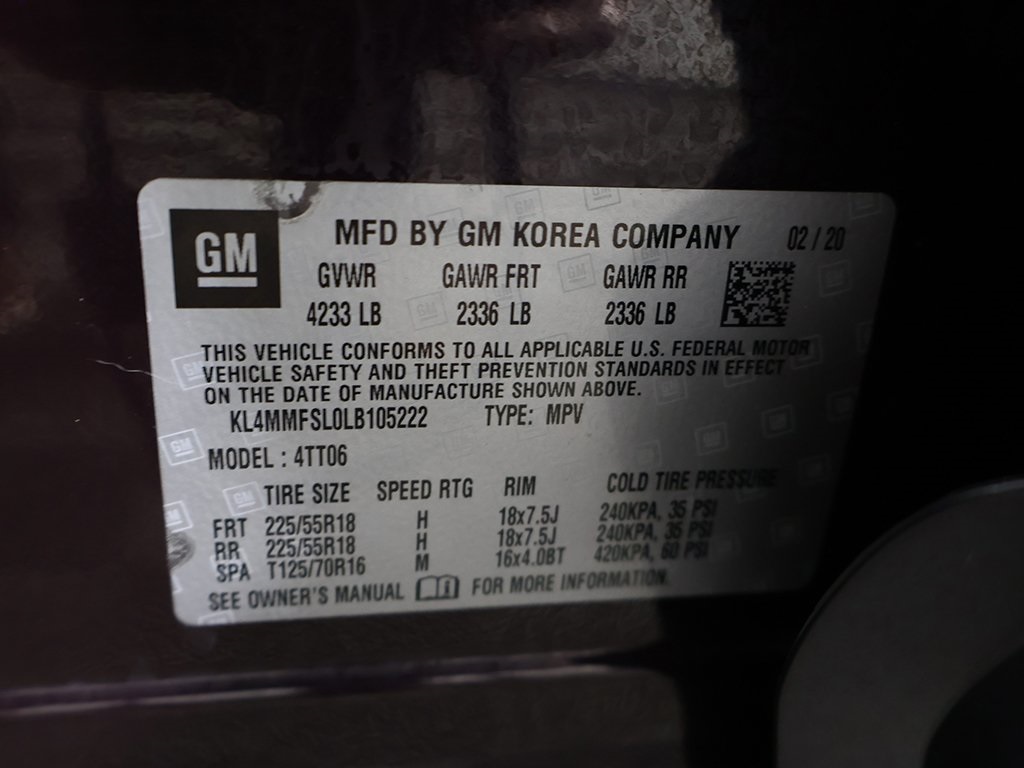 GM
MFD BY GM KOREA COMPANY 02 / 20
GVWR GAWR FRT GAWR RR
4233 LB 2336 LB 2336 LB
THIS VEHICLE CONFORMS TO ALL APPLICABLE U.S. FEDERAL MOTOR
VEHICLE SAFETY AND THEFT PREVENTION STANDARDS IN EFFECT
ON THE DATE OF MANUFACTURE SHOWN ABOVE.
KL4MMFSL0LB105222 TYPE: MPV
MODEL : 4TT06
TIRE SIZE SPEED RTG RIM COLD TIRE PRESSURE
FRT 225/55R18 H 18x7.5J 240KPA, 35 PSI
RR 225/55R18 H 18x7.5J 240KPA, 35 PSI
SPA T125/70R16 M 16x4.0BT 420KPA, 60 PSI
SEE OWNER'S MANUAL FOR MORE INFORMATION.